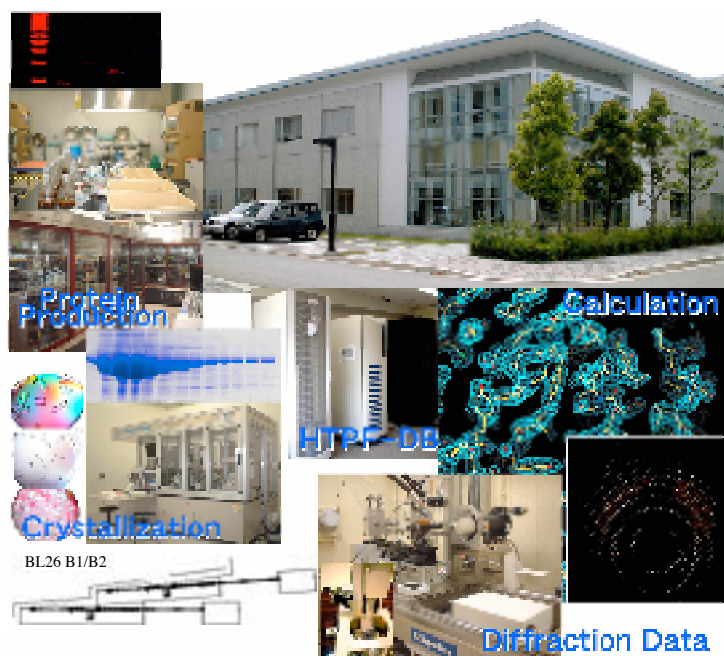 Protein
Production
Calculation
HTPF-DB
Crystallization
BL26 B1/B2
Diffraction Data